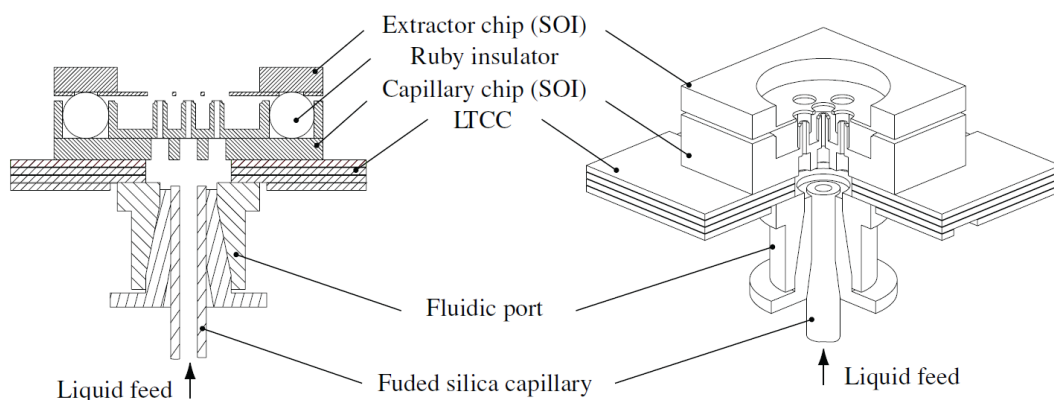 Extractor chip (SOI)
Ruby insulator
Capillary chip (SOI)
LTCC
Fluidic port
Fuded silica capillary
Liquid feed
Liquid feed